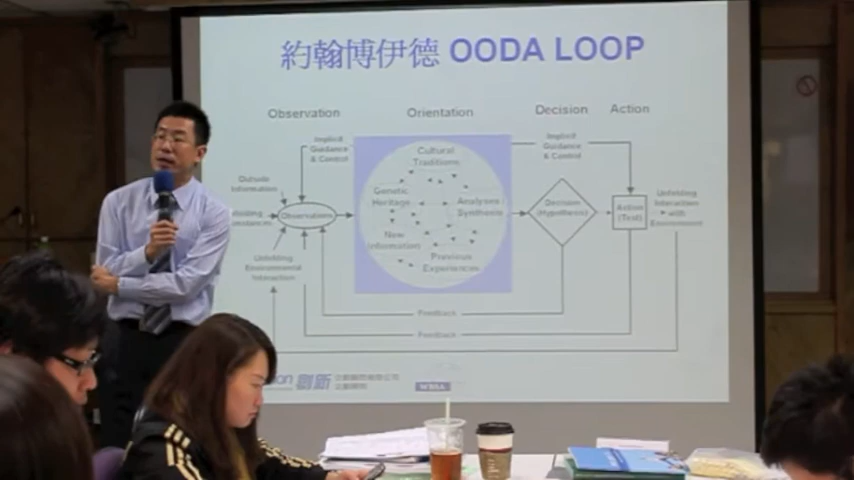 約翰博伊德 OODA LOOP
Observation
Orientation
Decision
Action
Implicit
Guidance
& Control
Implicit
Guidance
& Control
Cultural
Traditions
Outside
Information
Genetic
Heritage
Analyses
Synthesis
Decision
(Hypothesis)
Action
(Test)
Unfolding
Interaction
with
Environment
Observations
New
Information
Previous
Experiences
Unfolding
Environmental
Interaction
Feedback
Feedback
創新